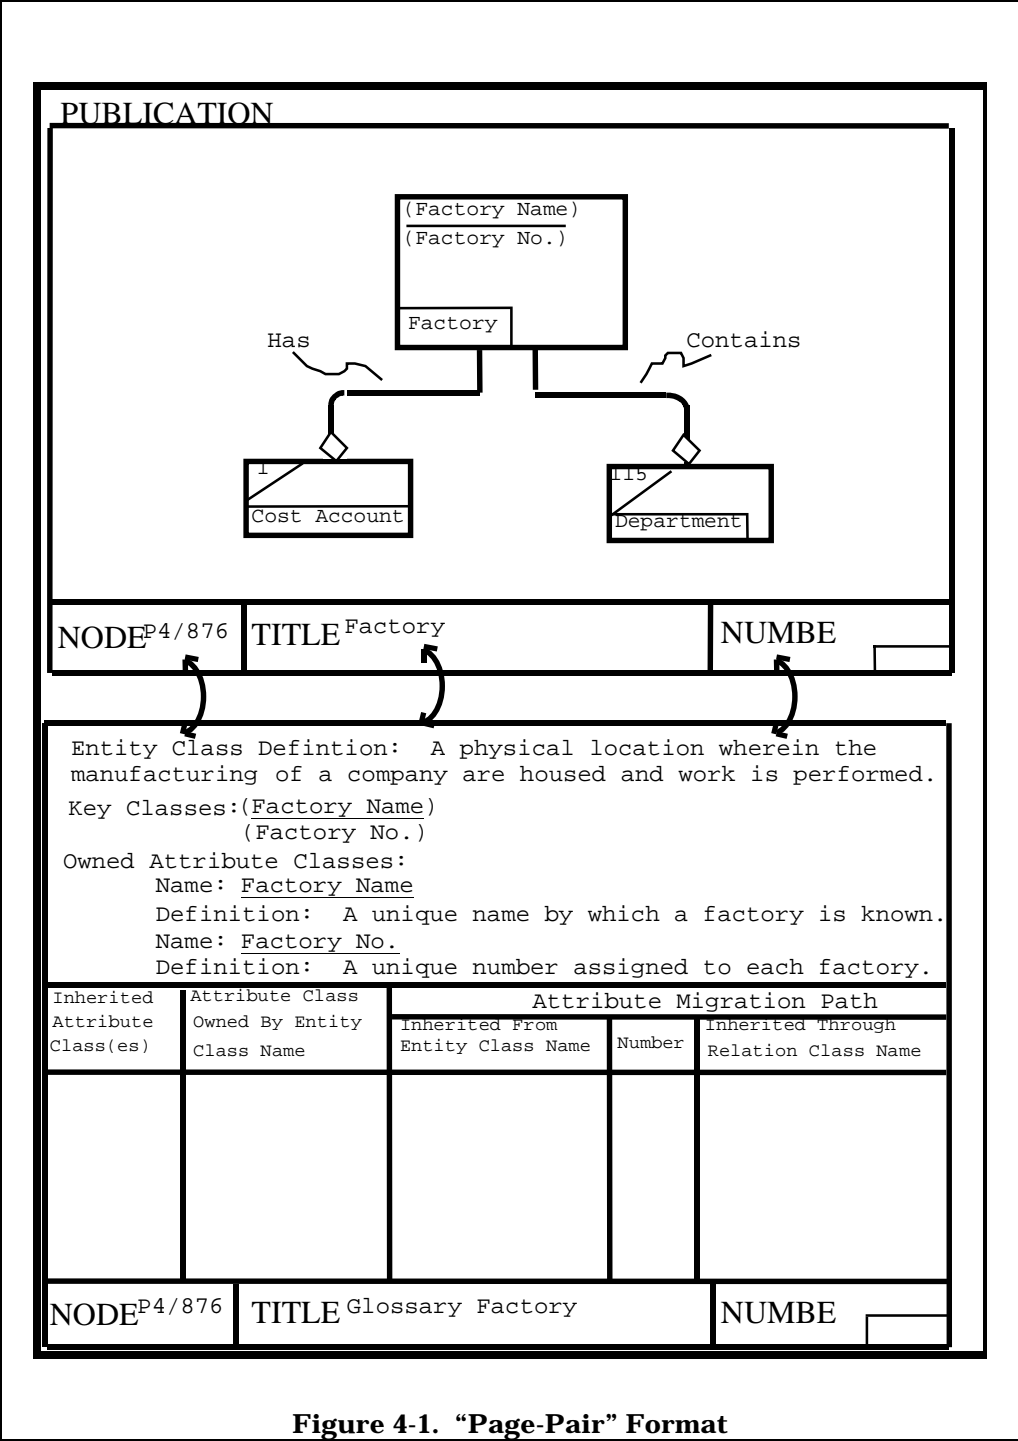 PUBLICATION
(Factory Name)
(Factory No.)
Factory
Has
Contains
1
Cost Account
115
Department
NODE P4/876 TITLE Factory NUMBE
Entity Class Defintion: A physical location wherein the
manufacturing of a company are housed and work is performed.
Key Classes:(Factory Name)
(Factory No.)
Owned Attribute Classes:
Name: Factory Name
Definition: A unique name by which a factory is known.
Name: Factory No.
Definition: A unique number assigned to each factory.
Inherited
Attribute
Class(es)
Attribute Class
Owned By Entity
Class Name
Attribute Migration Path
Inherited From
Entity Class Name
Number
Inherited Through
Relation Class Name
NODE P4/876 TITLE Glossary Factory NUMBE
Figure 4-1. “Page-Pair” Format